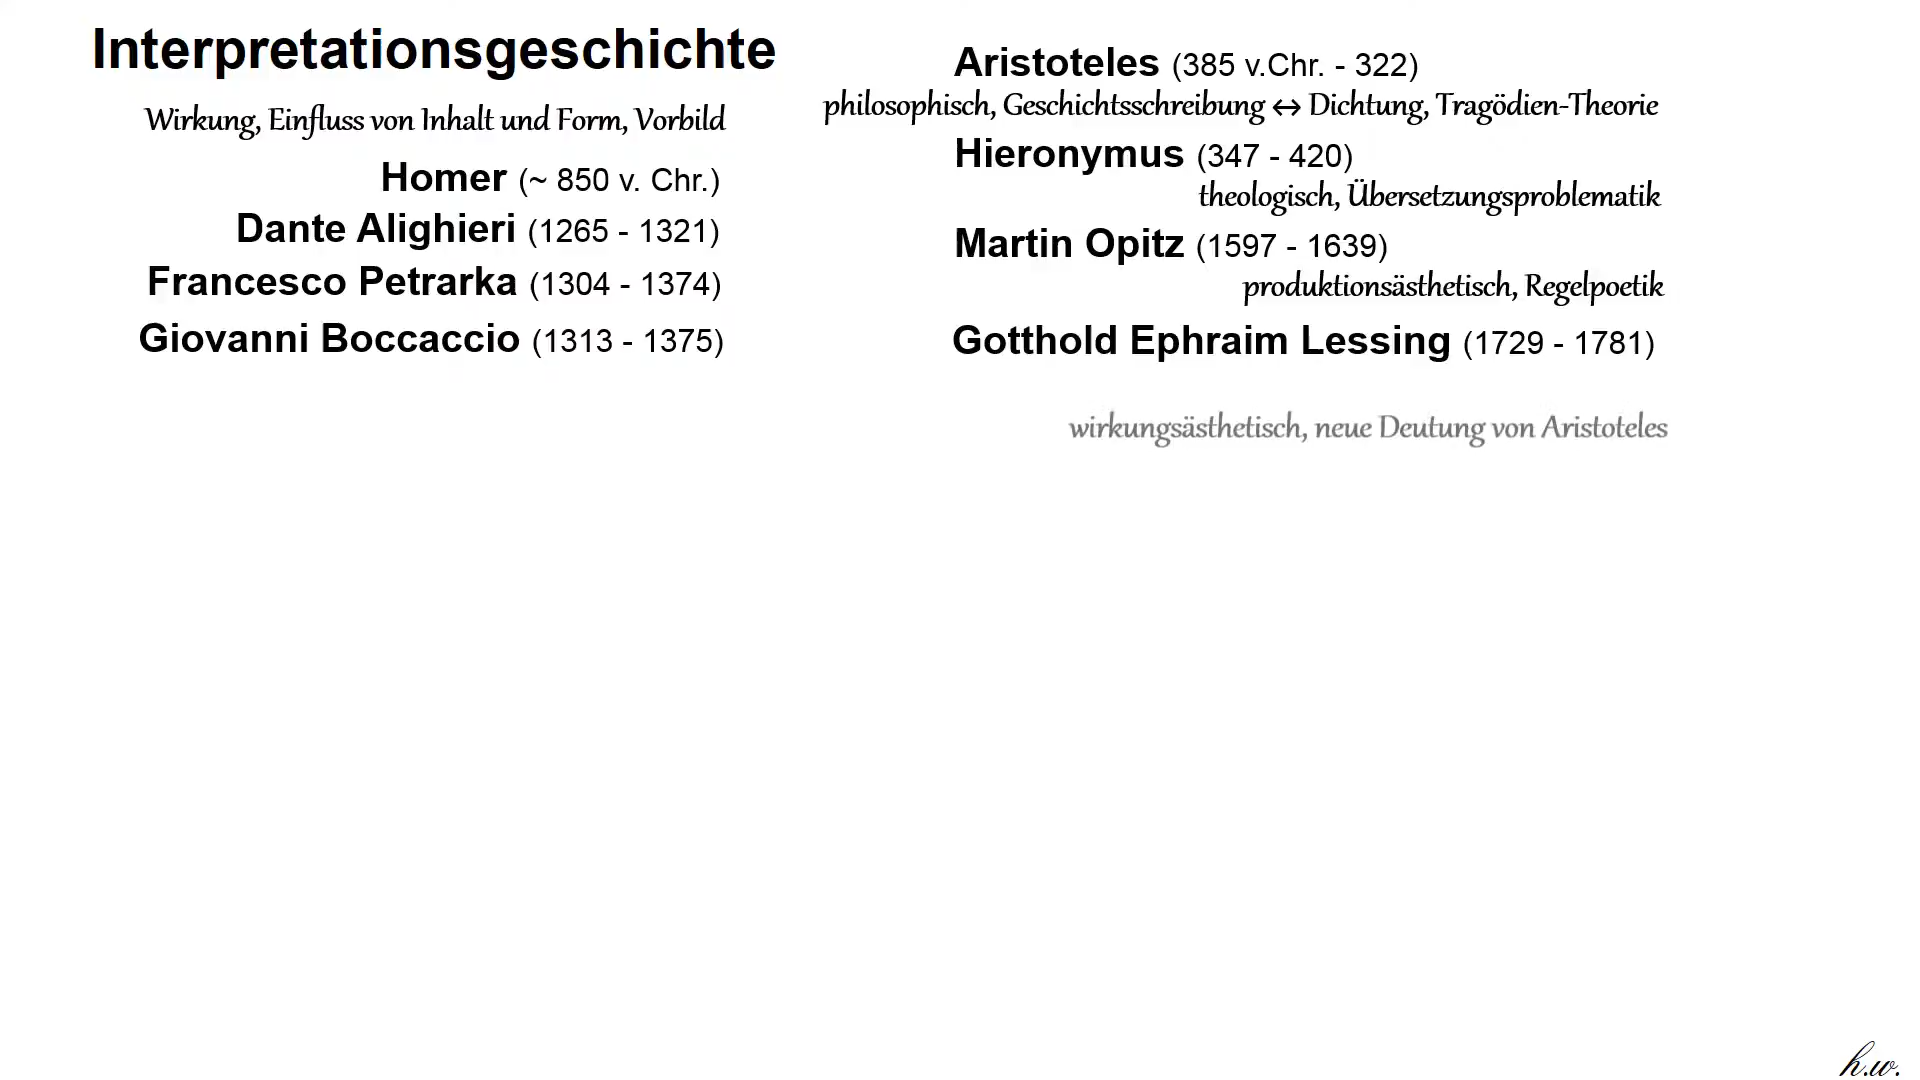 Interpretationsgeschichte
Wirkung, Einfluss von Inhalt und Form, Vorbild
Homer (~ 850 v. Chr.)
Dante Alighieri (1265 - 1321)
Francesco Petrarka (1304 - 1374)
Giovanni Boccaccio (1313 - 1375)
Aristoteles (385 v.Chr. - 322)
philosophisch, Geschichtsschreibung ↔ Dichtung, Tragödien-Theorie
Hieronymus (347 - 420)
theologisch, Übersetzungsproblematik
Martin Opitz (1597 - 1639)
produktionsästhetisch, Regelpoetik
Gotthold Ephraim Lessing (1729 - 1781)
wirkungsästhetisch, neue Deutung von Aristoteles
h.w.